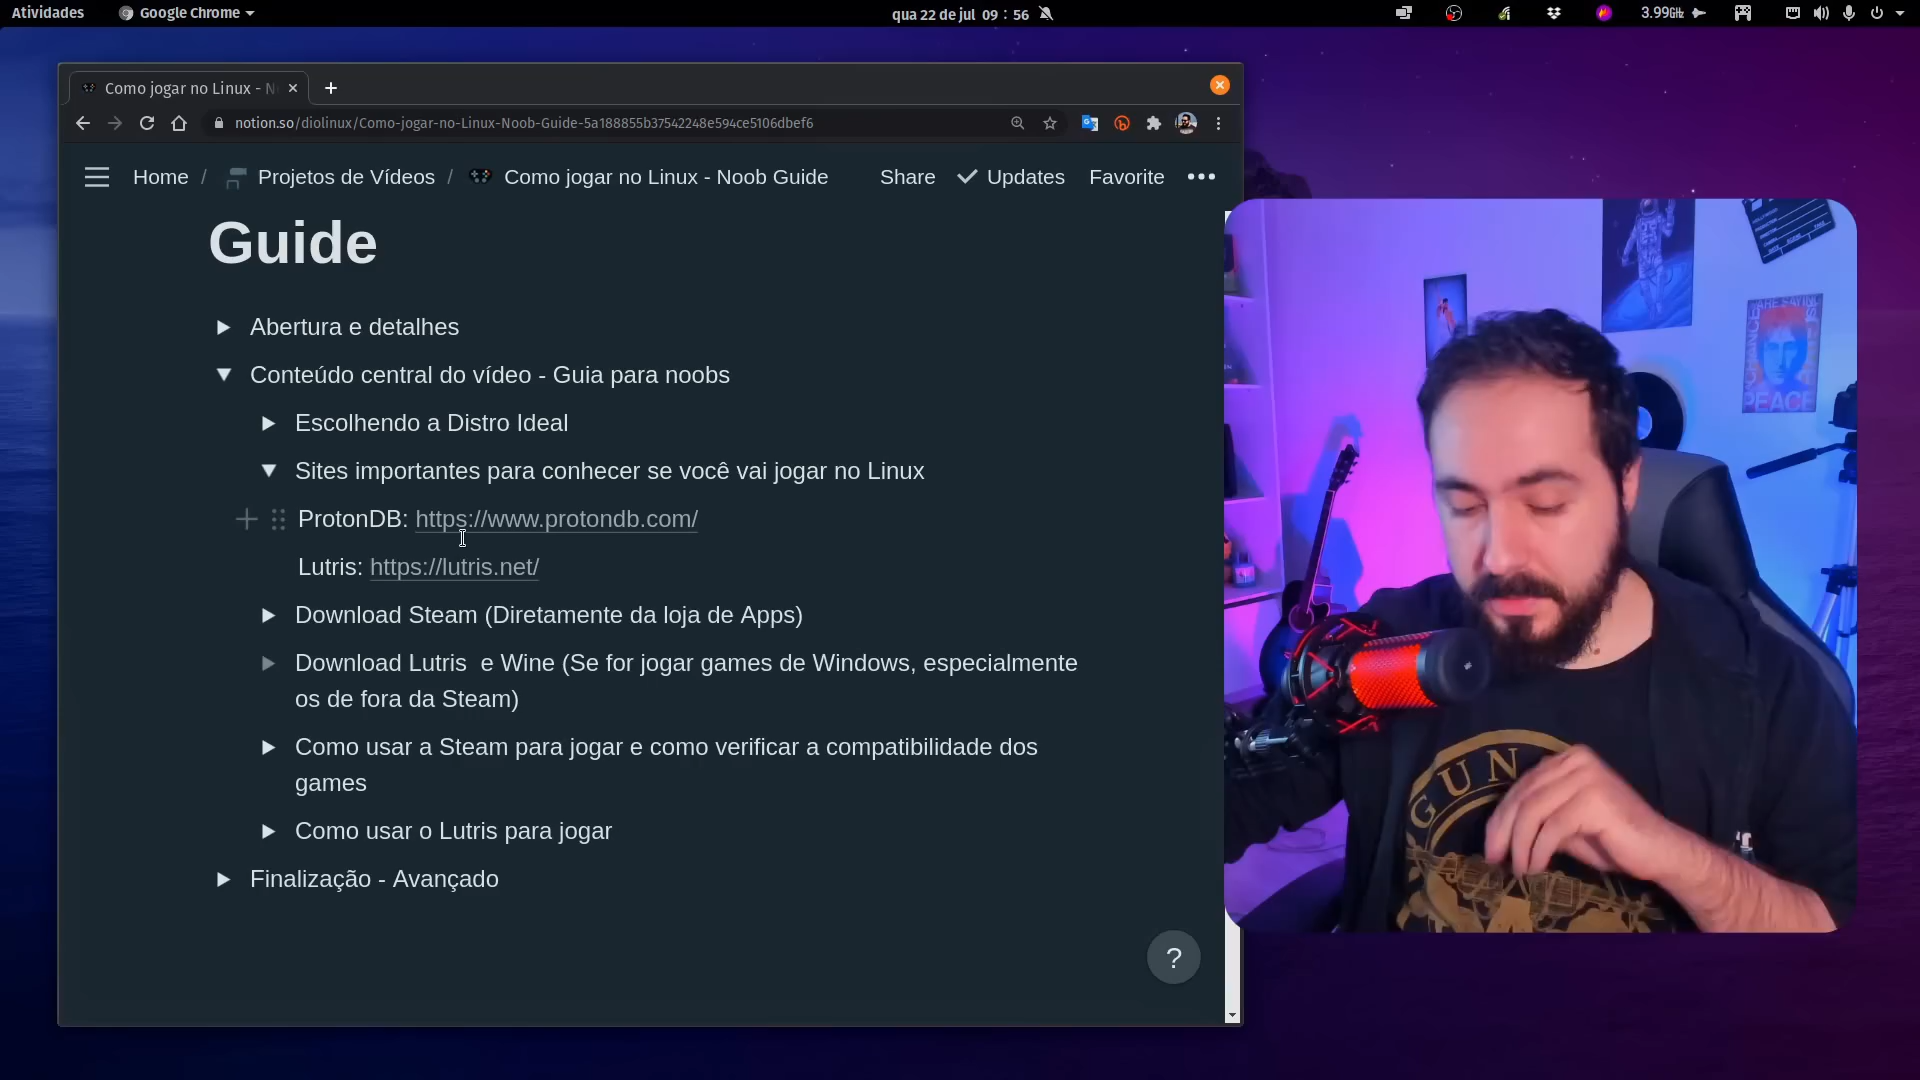 Atividades Google Chrome qua 22 de jul 09 : 56 3.99GHz
Como jogar no Linux - N
notion.so/diolinux/Como-jogar-no-Linux-Noob-Guide-5a188855b37542248e594ce5106dbef6
Home / Projetos de Vídeos / Como jogar no Linux - Noob Guide Share Updates Favorite
Guide
Abertura e detalhes
Conteúdo central do vídeo - Guia para noobs
Escolhendo a Distro Ideal
Sites importantes para conhecer se você vai jogar no Linux
ProtonDB: https://www.protondb.com/
Lutris: https://lutris.net/
Download Steam (Diretamente da loja de Apps)
Download Lutris e Wine (Se for jogar games de Windows, especialmente
os de fora da Steam)
Como usar a Steam para jogar e como verificar a compatibilidade dos
games
Como usar o Lutris para jogar
Finalização - Avançado
?
PEACE
GUN